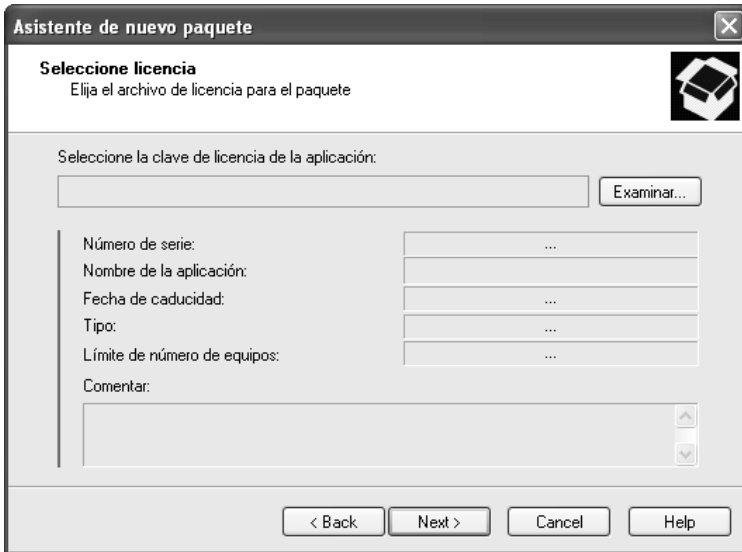 Asistente de nuevo paquete
Seleccione licencia
Elija el archivo de licencia para el paquete
Seleccione la clave de licencia de la aplicación:
Examinar...
Número de serie: ...
Nombre de la aplicación:
Fecha de caducidad: ...
Tipo: ...
Límite de número de equipos: ...
Comentar:
< Back Next > Cancel Help